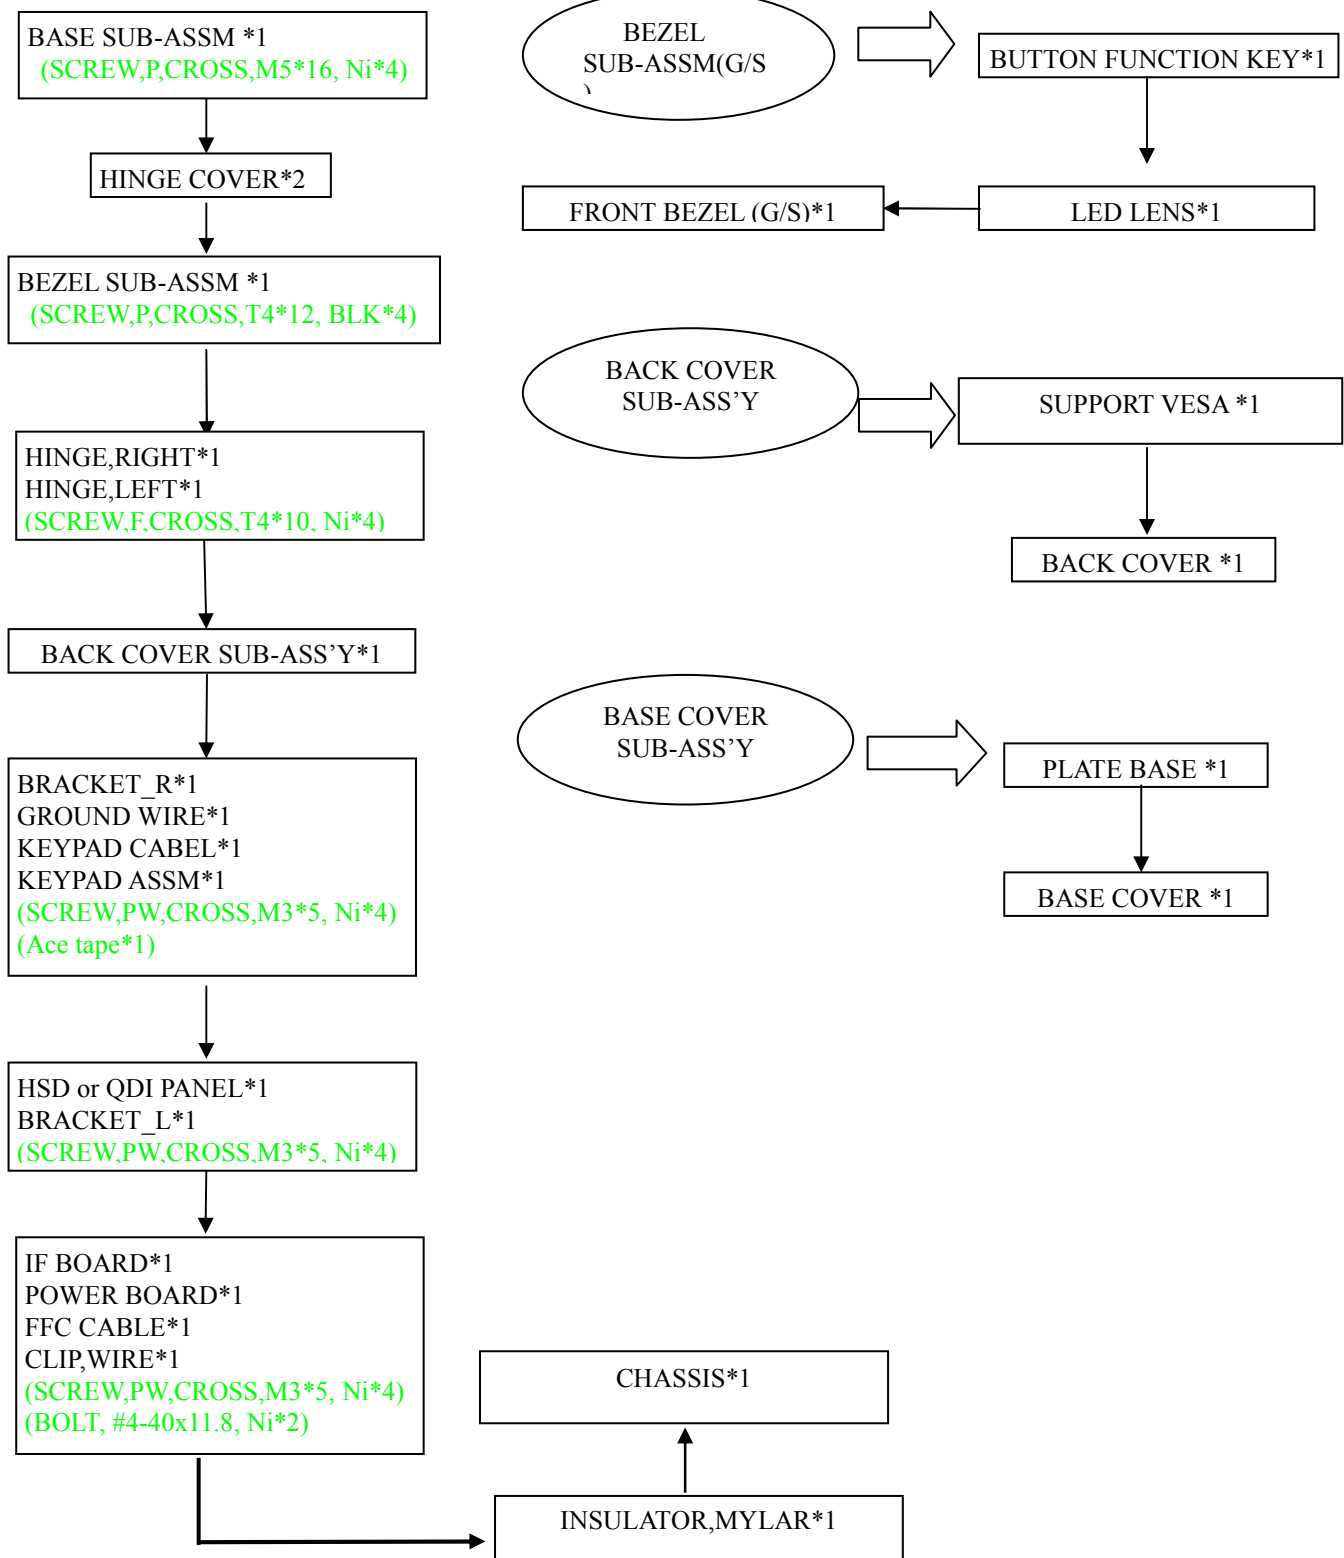 BASE SUB-ASSM *1
(SCREW,P,CROSS,M5*16, Ni*4)
HINGE COVER*2
BEZEL SUB-ASSM *1
(SCREW,P,CROSS,T4*12, BLK*4)
HINGE,RIGHT*1
HINGE,LEFT*1
(SCREW,F,CROSS,T4*10, Ni*4)
BACK COVER SUB-ASS’Y*1
BRACKET_R*1
GROUND WIRE*1
KEYPAD CABEL*1
KEYPAD ASSM*1
(SCREW,PW,CROSS,M3*5, Ni*4)
(Ace tape*1)
HSD or QDI PANEL*1
BRACKET_L*1
(SCREW,PW,CROSS,M3*5, Ni*4)
IF BOARD*1
POWER BOARD*1
FFC CABLE*1
CLIP,WIRE*1
(SCREW,PW,CROSS,M3*5, Ni*4)
(BOLT, #4-40x11.8, Ni*2)
INSULATOR,MYLAR*1
CHASSIS*1
BEZEL
SUB-ASSM(G/S
)
BUTTON FUNCTION KEY*1
LED LENS*1
FRONT BEZEL (G/S)*1
BACK COVER
SUB-ASS’Y
SUPPORT VESA *1
BACK COVER *1
BASE COVER
SUB-ASS’Y
PLATE BASE *1
BASE COVER *1